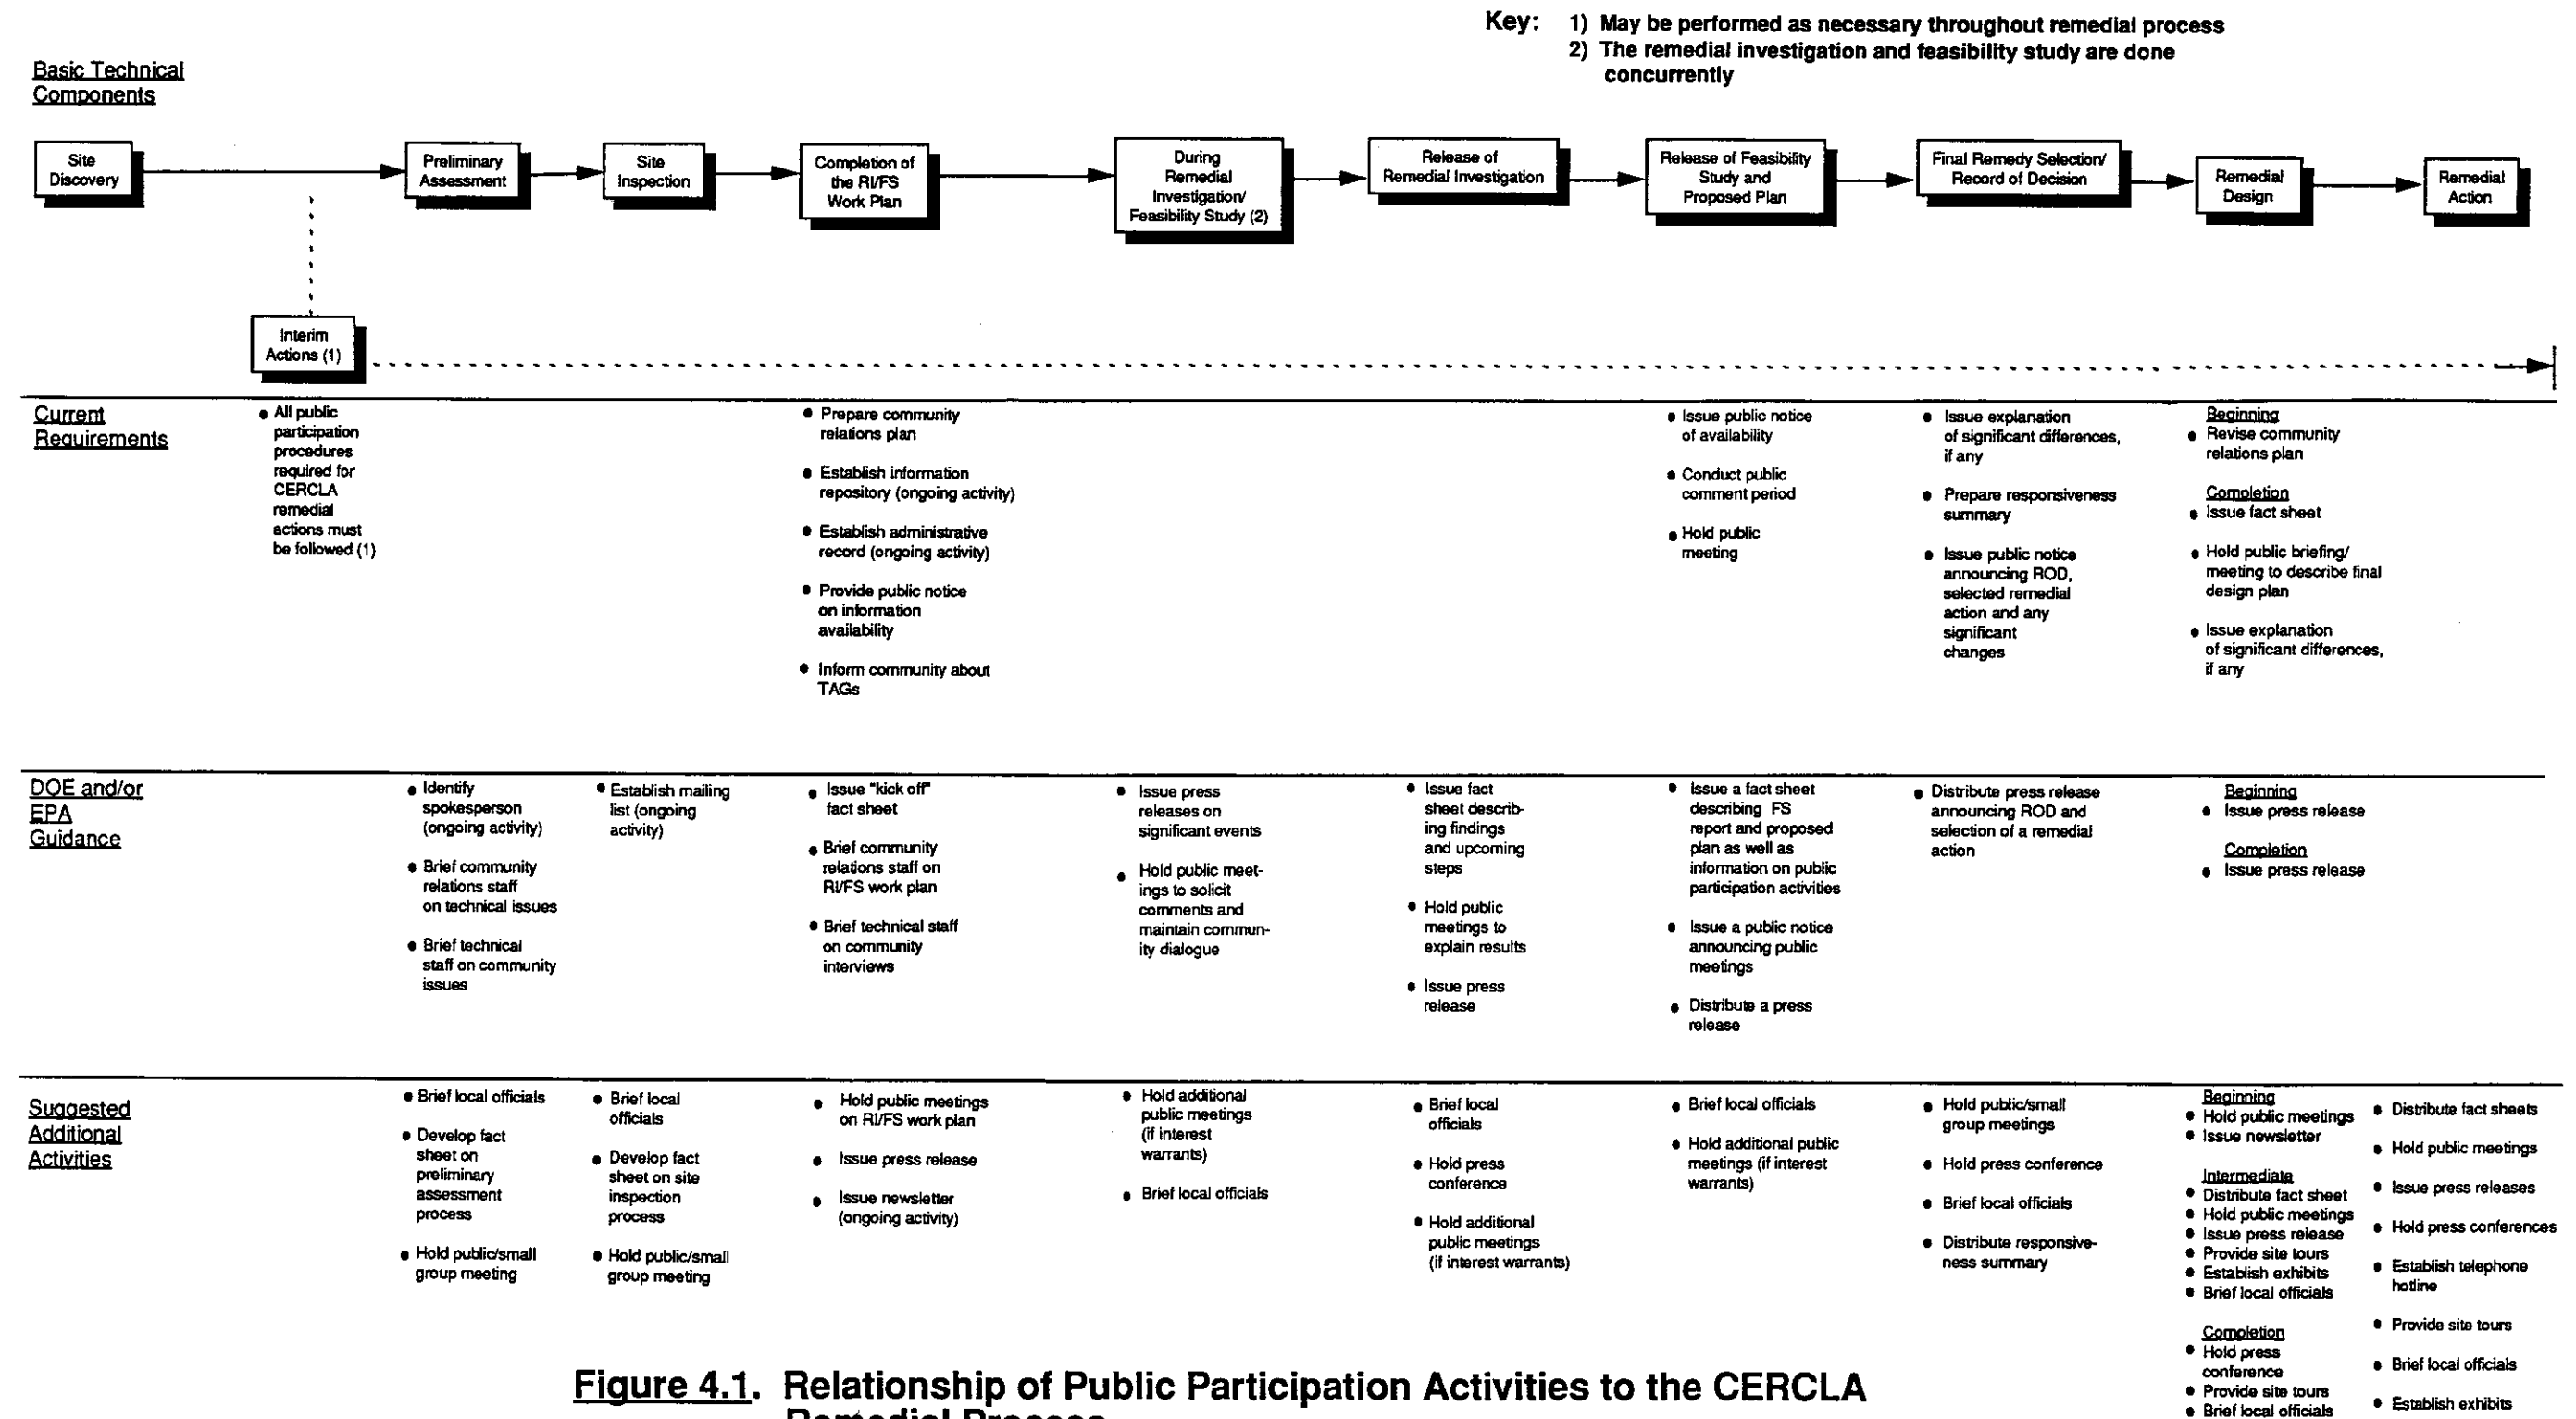 Key: 1) May be performed as necessary throughout remedial process
2) The remedial investigation and feasibility study are done
concurrently
Basic Technical
Components
Site
Discovery
Preliminary
Assessment
Site
Inspection
Completion of
the RI/FS
Work Plan
During
Remedial
Investigation/
Feasibility Study (2)
Release of
Remedial Investigation
Release of Feasibility
Study and
Proposed Plan
Final Remedy Selection/
Record of Decision
Remedial
Design
Remedial
Action
Interim
Actions (1)
Current
Requirements
• All public
participation
procedures
required for
CERCLA
remedial
actions must
be followed (1)
• Prepare community
relations plan
• Establish information
repository (ongoing activity)
• Establish administrative
record (ongoing activity)
• Provide public notice
on information
availability
• Inform community about
TAGs
• Issue public notice
of availability
• Conduct public
comment period
• Hold public
meeting
• Issue explanation
of significant differences,
if any
• Prepare responsiveness
summary
• Issue public notice
announcing ROD,
selected remedial
action and any
significant
changes
Beginning
• Revise community
relations plan
Completion
• Issue fact sheet
• Hold public briefing/
meeting to describe final
design plan
• Issue explanation
of significant differences,
if any
DOE and/or
EPA
Guidance
• Identify
spokesperson
(ongoing activity)
• Brief community
relations staff
on technical issues
• Brief technical
staff on community
issues
• Establish mailing
list (ongoing
activity)
• Issue "kick off"
fact sheet
• Brief community
relations staff on
RI/FS work plan
• Brief technical staff
on community
interviews
• Issue press
releases on
significant events
• Hold public meet-
ings to solicit
comments and
maintain commun-
ity dialogue
• Issue fact
sheet describ-
ing findings
and upcoming
steps
• Hold public
meetings to
explain results
• Issue press
release
• Issue a fact sheet
describing FS
report and proposed
plan as well as
information on public
participation activities
• Issue a public notice
announcing public
meetings
• Distribute a press
release
• Distribute press release
announcing ROD and
selection of a remedial
action
Beginning
• Issue press release
Completion
• Issue press release
Suggested
Additional
Activities
• Brief local officials
• Develop fact
sheet on
preliminary
assessment
process
• Hold public/small
group meeting
• Brief local
officials
• Develop fact
sheet on site
inspection
process
• Hold public/small
group meeting
• Hold public meetings
on RI/FS work plan
• Issue press release
• Issue newsletter
(ongoing activity)
• Hold additional
public meetings
(if interest
warrants)
• Brief local officials
• Brief local
officials
• Hold press
conference
• Hold additional
public meetings
(if interest warrants)
• Brief local officials
• Hold additional public
meetings (if interest
warrants)
• Hold public/small
group meetings
• Hold press conference
• Brief local officials
• Distribute responsive-
ness summary
Beginning
• Hold public meetings
• Issue newsletter
Intermediate
• Distribute fact sheet
• Hold public meetings
• Issue press release
• Provide site tours
• Establish exhibits
• Brief local officials
Completion
• Hold press
conference
• Provide site tours
• Brief local officials
• Distribute fact sheets
• Hold public meetings
• Issue press releases
• Hold press conferences
• Establish telephone
hotline
• Provide site tours
• Brief local officials
• Establish exhibits
Figure 4.1. Relationship of Public Participation Activities to the CERCLA
Remedial Process